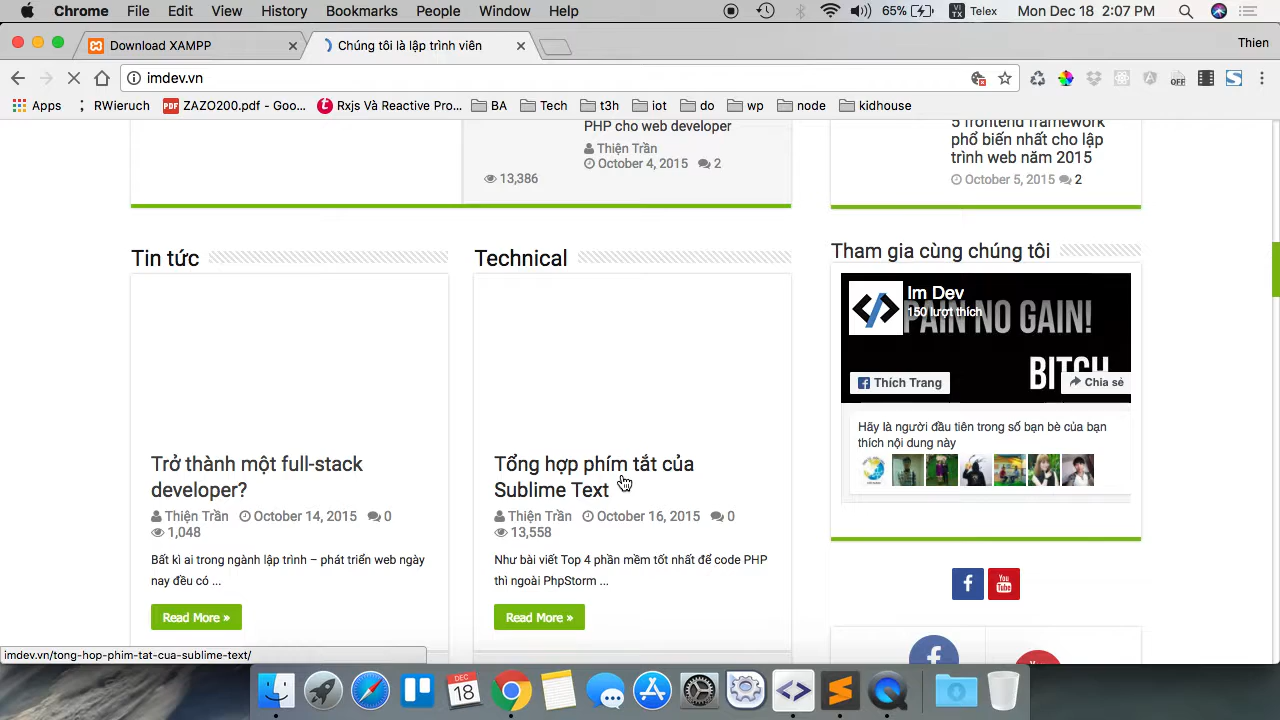 Chrome File Edit View History Bookmarks People Window Help 65% VI TX Telex Mon Dec 18 2:07 PM
Download XAMPP Chúng tôi là lập trình viên Thien
imdev.vn OFF
Apps RWieruch PDF ZAZO200.pdf - Goo... Rxjs Và Reactive Pro... BA Tech t3h iot do wp node kidhouse
PHP cho web developer
Thiện Trần
October 4, 2015 2
13,386
5 frontend framework
phổ biến nhất cho lập
trình web năm 2015
October 5, 2015 2
Tin tức
Trở thành một full-stack
developer?
Thiện Trần October 14, 2015 0
1,048
Bất kì ai trong ngành lập trình – phát triển web ngày
nay đều có ...
Read More »
Technical
Tổng hợp phím tắt của
Sublime Text
Thiện Trần October 16, 2015 0
13,558
Như bài viết Top 4 phần mềm tốt nhất để code PHP
thì ngoài PhpStorm ...
Read More »
Tham gia cùng chúng tôi
Im Dev
PAIN NO GAIN!
150 lượt thích
BITCH
Thích Trang Chia sẻ
Hãy là người đầu tiên trong số bạn bè của bạn
thích nội dung này
You
Tube
imdev.vn/tong-hop-phim-tat-cua-sublime-text/
DEC
18